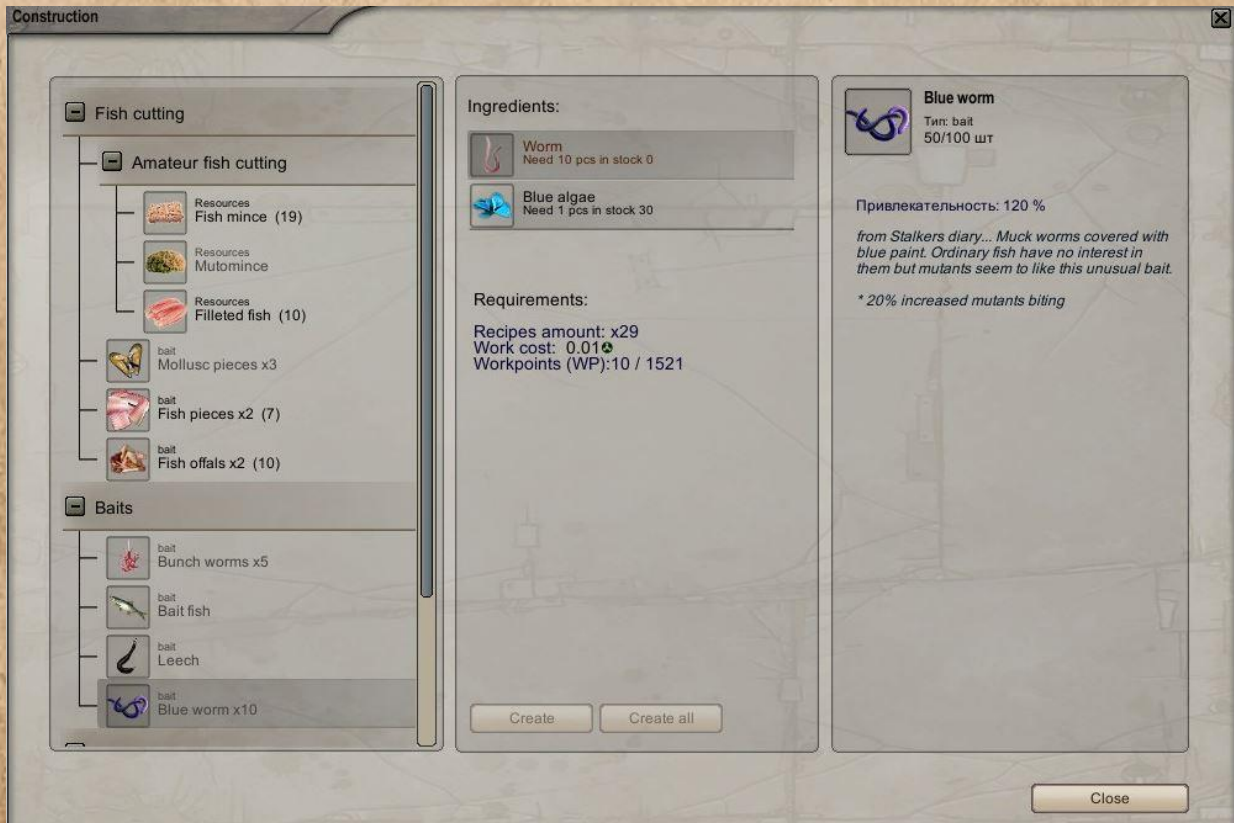 Construction
Fish cutting
Amateur fish cutting
Resources
Fish mince (19)
Resources
Mutomince
Resources
Filleted fish (10)
bait
Mollusc pieces x3
bait
Fish pieces x2 (7)
bait
Fish offals x2 (10)
Baits
bait
Bunch worms x5
bait
Bait fish
bait
Leech
bait
Blue worm x10
Ingredients:
Worm
Need 10 pcs in stock 0
Blue algae
Need 1 pcs in stock 30
Requirements:
Recipes amount: x29
Work cost: 0.01
Workpoints (WP):10 / 1521
Create
Create all
Blue worm
Тип: bait
50/100 шт
Привлекательность: 120 %
from Stalkers diary... Muck worms covered with
blue paint. Ordinary fish have no interest in
them but mutants seem to like this unusual bait.
* 20% increased mutants biting
Close